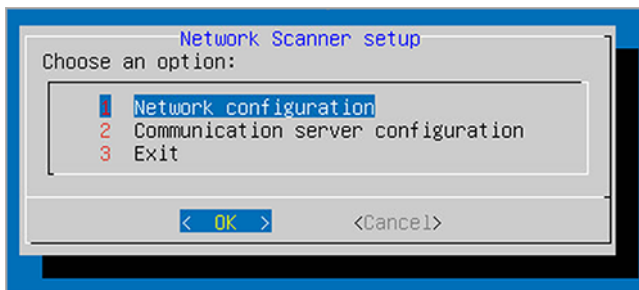 Network Scanner setup
Choose an option:
1 Network configuration
2 Communication server configuration
3 Exit
< OK > <Cancel>